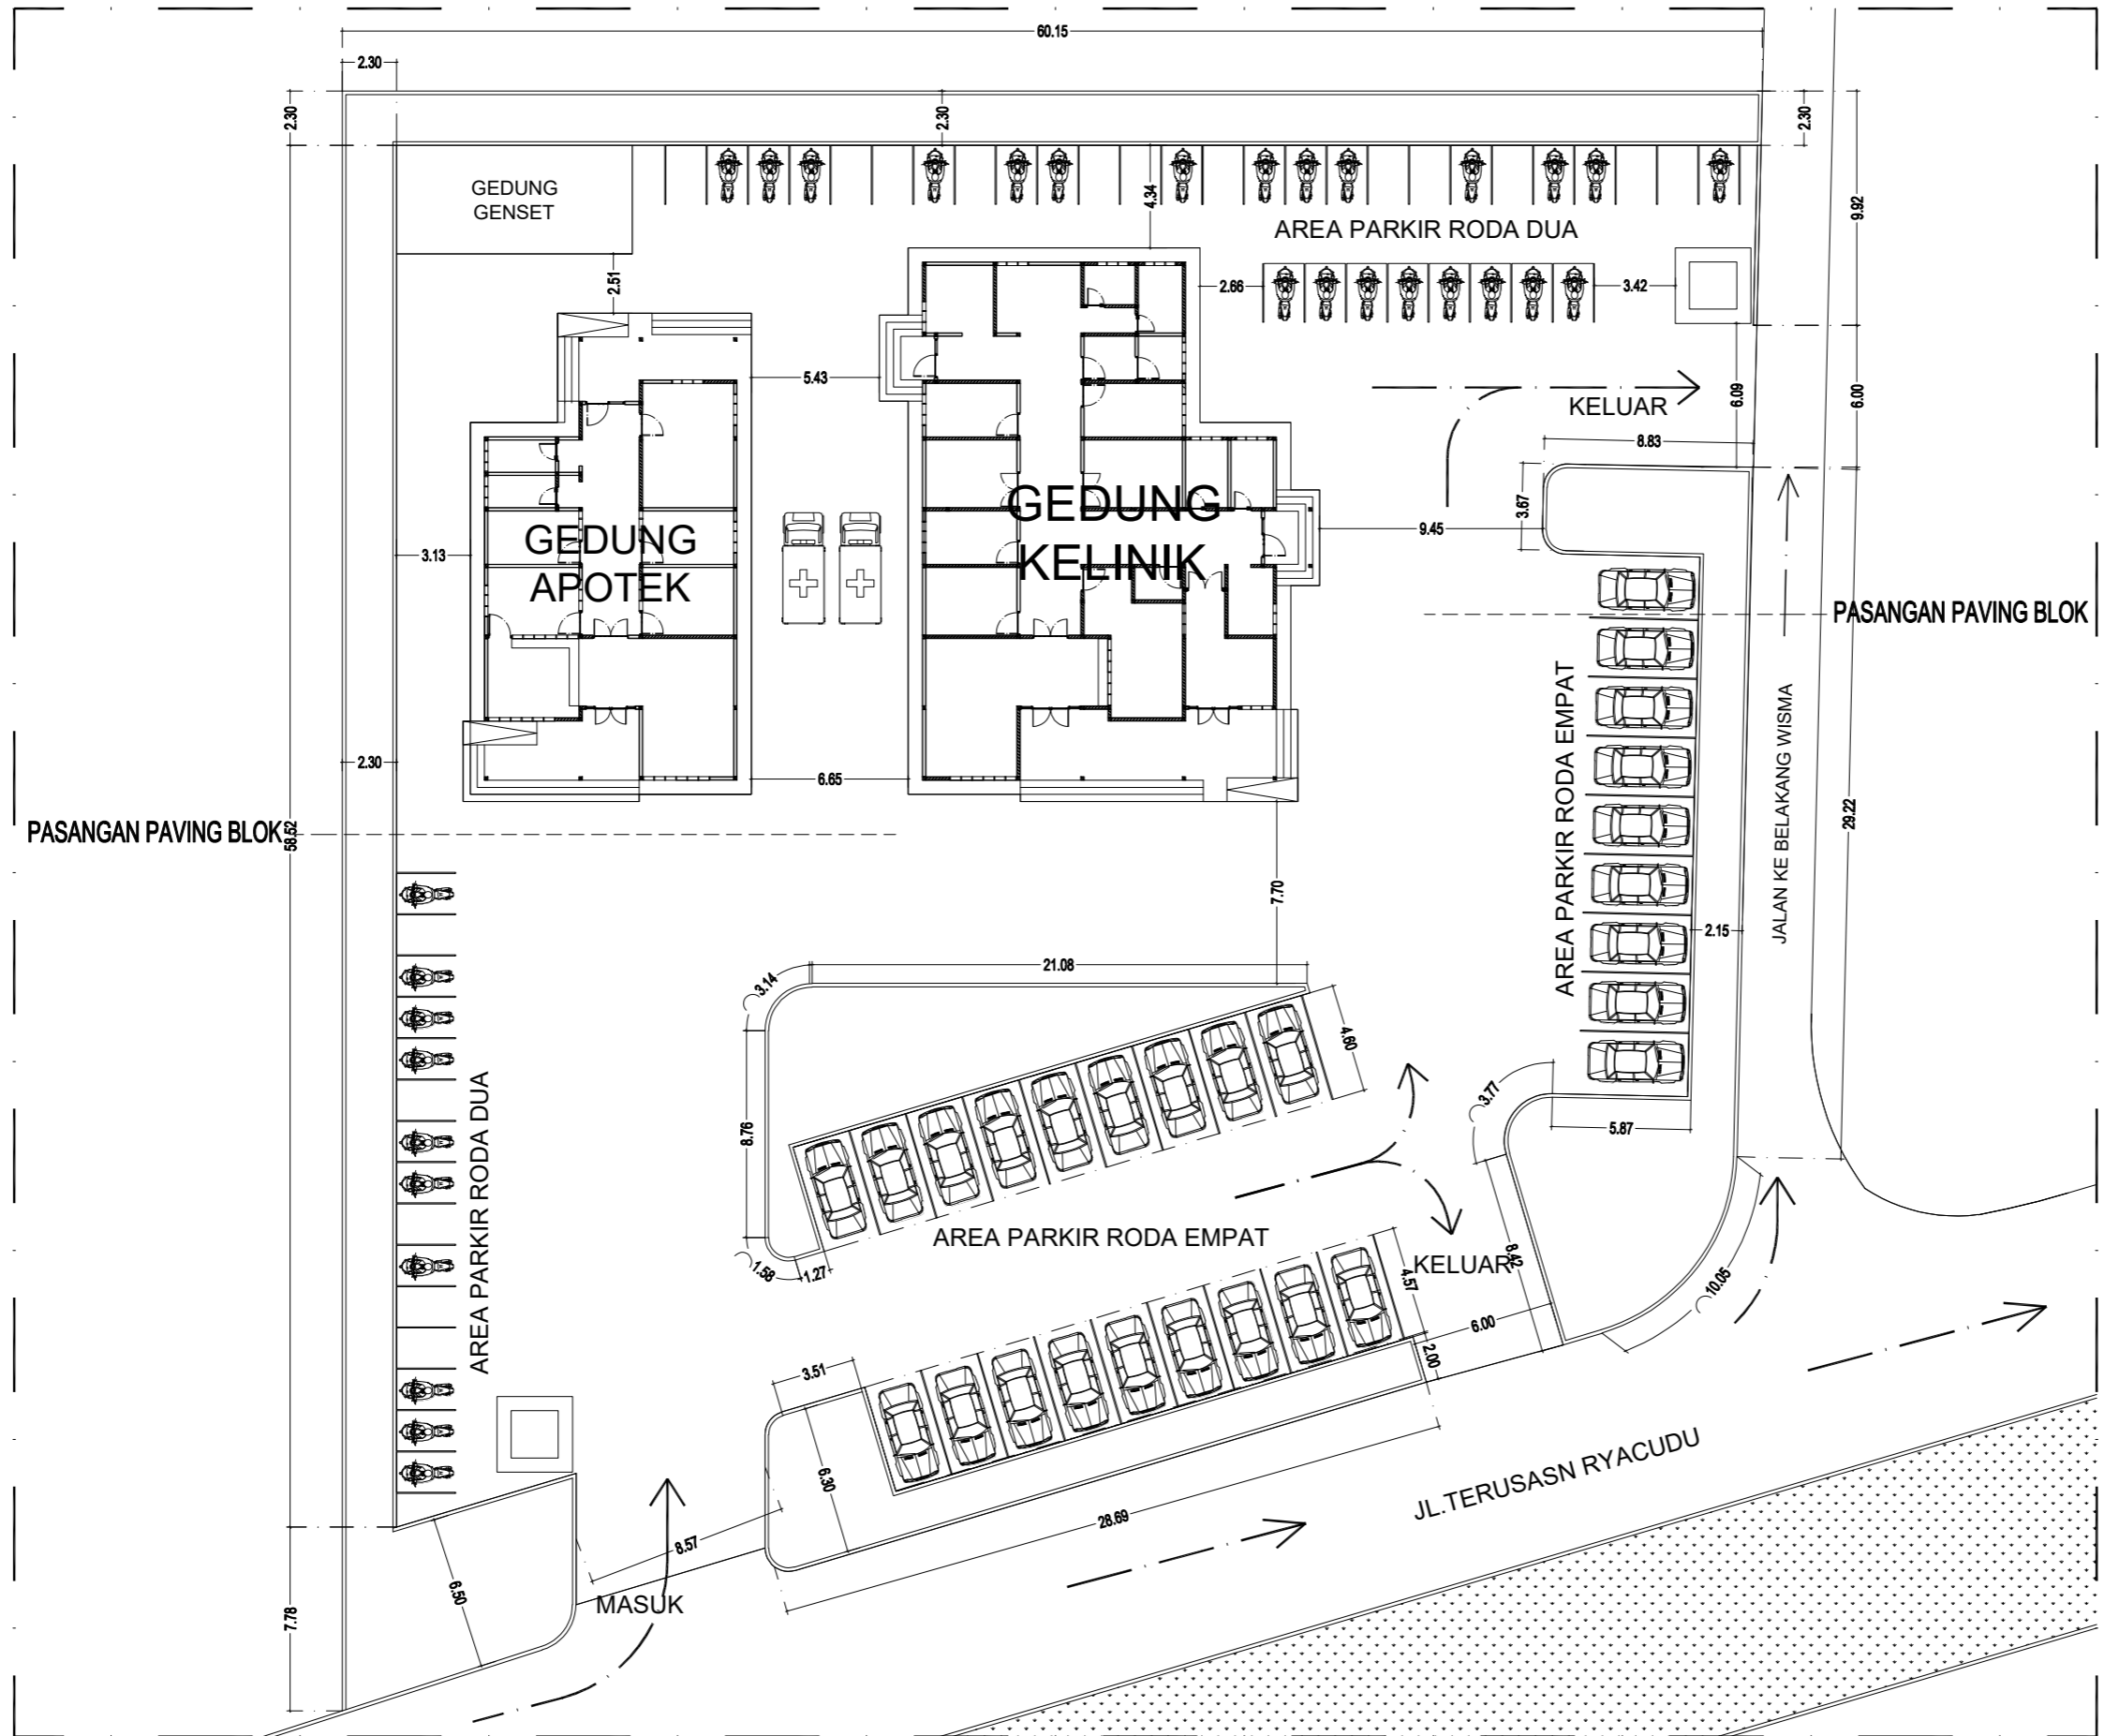 60.15
2.30
2.30
2.30
2.30
GEDUNG
GENSET
4.34
9.92
AREA PARKIR RODA DUA
2.51
2.66
3.42
5.43
6.09
6.00
KELUAR
8.83
3.67
GEDUNG
KELINIK
GEDUNG
APOTEK
3.13
9.45
PASANGAN PAVING BLOK
AREA PARKIR RODA EMPAT
JALAN KE BELAKANG WISMA
2.30
6.65
29.22
PASANGAN PAVING BLOK
58.52
7.70
2.15
21.08
3.14
4.60
AREA PARKIR RODA DUA
8.76
3.77
5.87
AREA PARKIR RODA EMPAT
KELUAR
8.42
1.58
1.27
4.57
10.05
6.00
2.00
3.51
6.30
28.69
JL.TERUSASN RYACUDU
8.57
6.50
MASUK
7.78